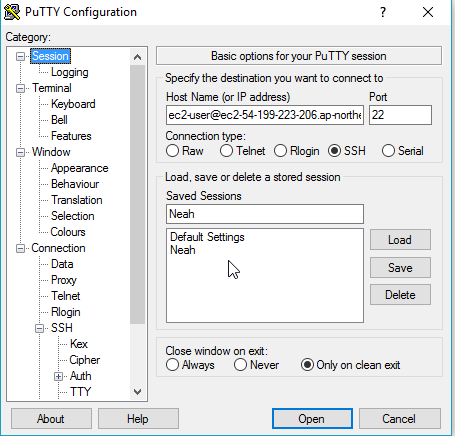 PuTTY Configuration
Category:
Session
Logging
Terminal
Keyboard
Bell
Features
Window
Appearance
Behaviour
Translation
Selection
Colours
Connection
Data
Proxy
Telnet
Rlogin
SSH
Kex
Cipher
Auth
TTY
Basic options for your PuTTY session
Specify the destination you want to connect to
Host Name (or IP address) Port
ec2-user@ec2-54-199-223-206.ap-northe 22
Connection type:
Raw Telnet Rlogin SSH Serial
Load, save or delete a stored session
Saved Sessions
Neah
Default Settings
Neah
Load
Save
Delete
Close window on exit:
Always Never Only on clean exit
About Help Open Cancel